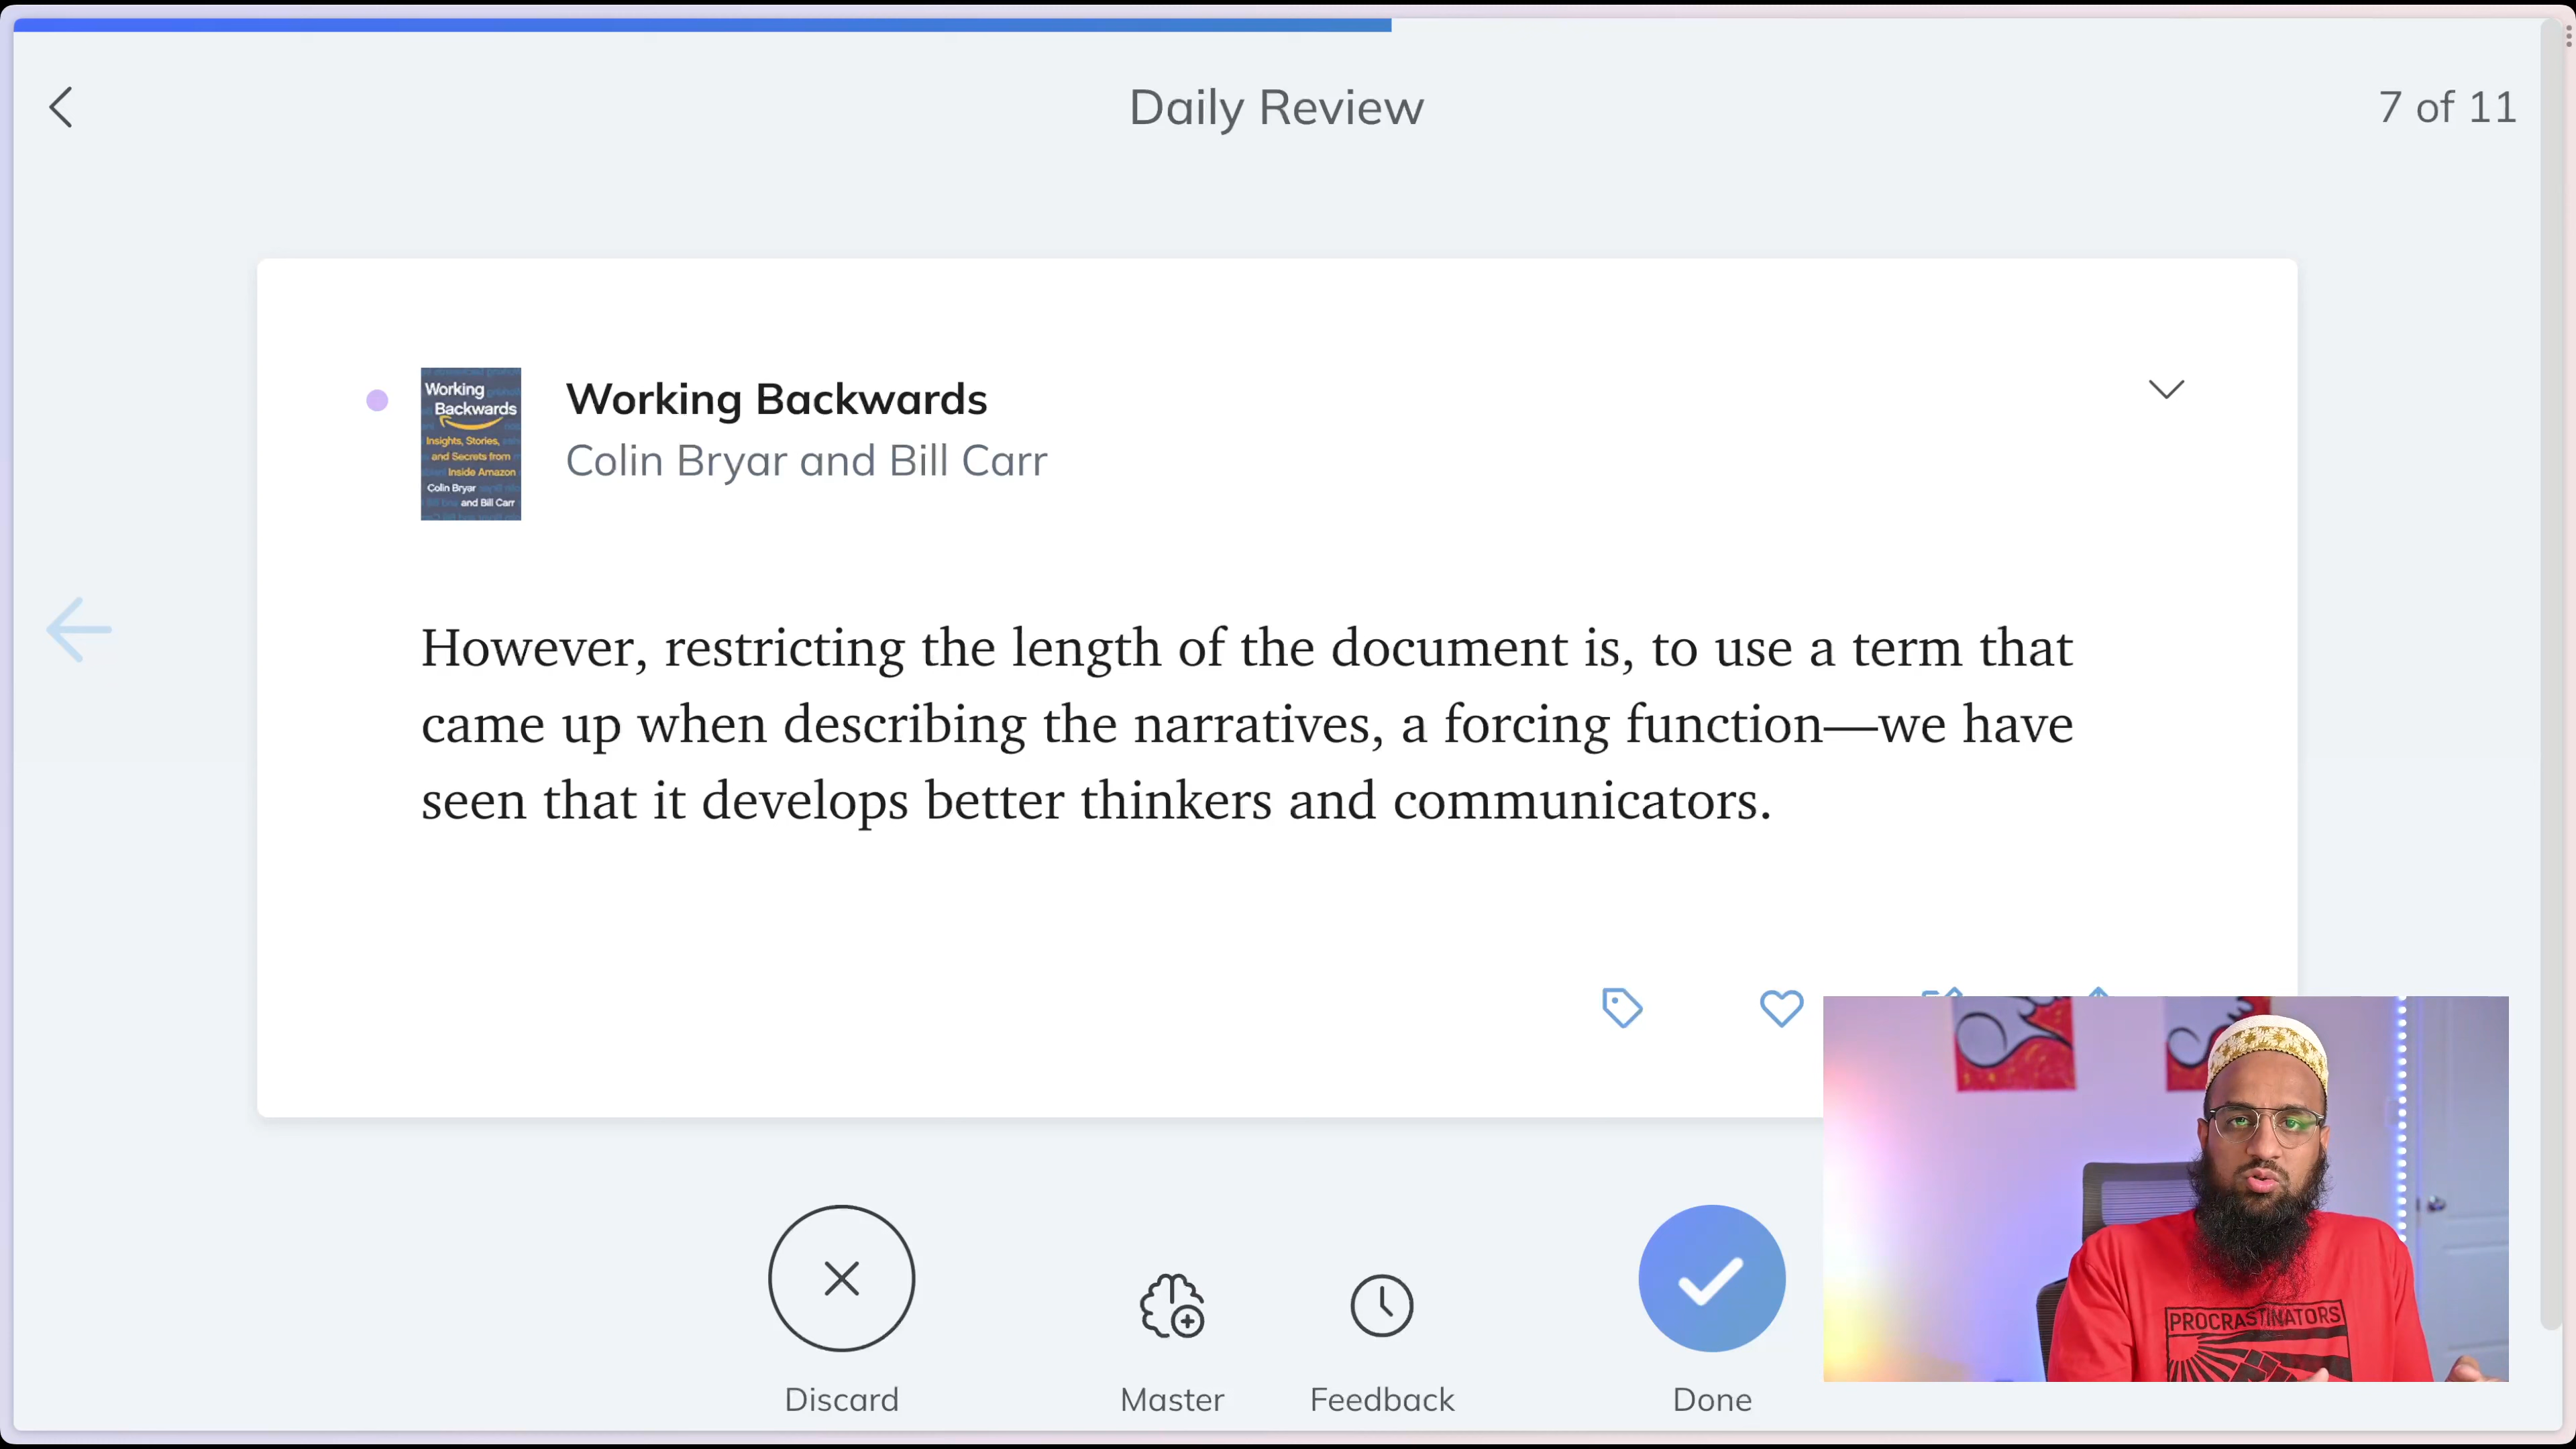 Daily Review
7 of 11
Working
Backwards
Insights, Stories,
and Secrets from
Inside Amazon
Colin Bryar
and Bill Carr
Working Backwards
Colin Bryar and Bill Carr
However, restricting the length of the document is, to use a term that
came up when describing the narratives, a forcing function—we have
seen that it develops better thinkers and communicators.
Discard
Master
Feedback
Done
PROCRASTINATORS